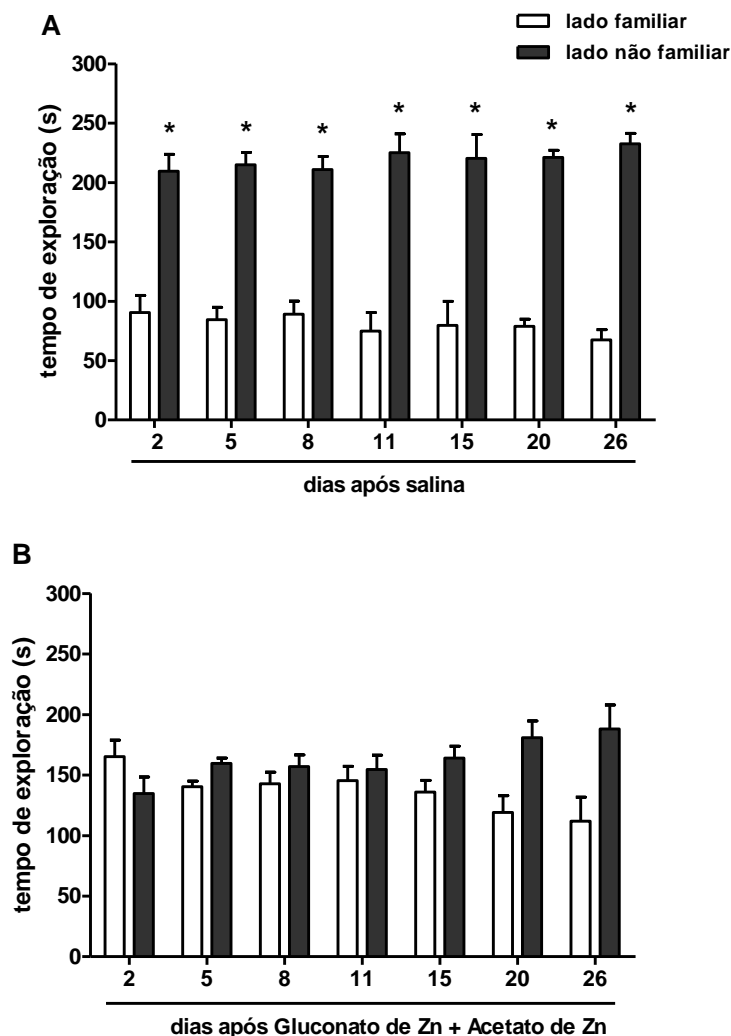 A
lado familiar
lado não familiar
tempo de exploração (s)
300
250
200
150
100
50
0
* * * * * * *
2 5 8 11 15 20 26
dias após salina
B
tempo de exploração (s)
300
250
200
150
100
50
0
2 5 8 11 15 20 26
dias após Gluconato de Zn + Acetato de Zn